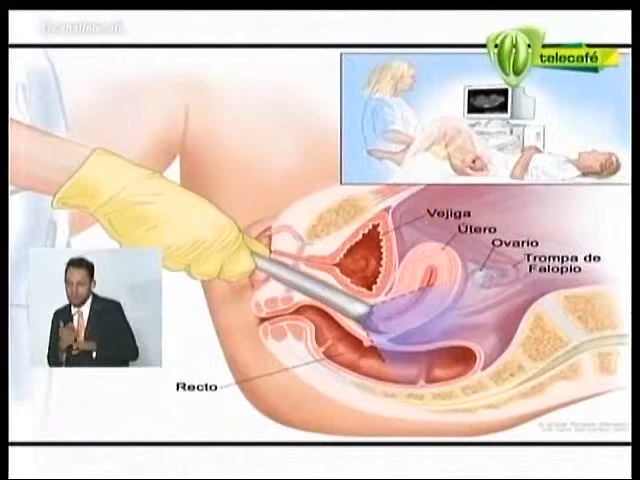 telecafé
Vejiga
Útero
Ovario
Trompa de
Falopio
Recto